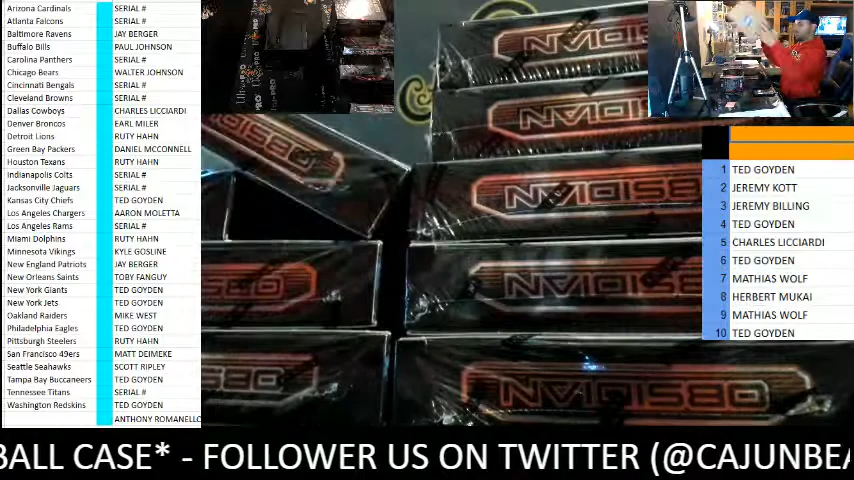 Arizona Cardinals SERIAL #
Atlanta Falcons SERIAL #
Baltimore Ravens JAY BERGER
Buffalo Bills PAUL JOHNSON
Carolina Panthers SERIAL #
Chicago Bears WALTER JOHNSON
Cincinnati Bengals SERIAL #
Cleveland Browns SERIAL #
Dallas Cowboys CHARLES LICCIARDI
Denver Broncos EARL MILER
Detroit Lions RUTY HAHN
Green Bay Packers DANIEL MCCONNELL
Houston Texans RUTY HAHN
Indianapolis Colts SERIAL #
Jacksonville Jaguars SERIAL #
Kansas City Chiefs TED GOYDEN
Los Angeles Chargers AARON MOLETTA
Los Angeles Rams SERIAL #
Miami Dolphins RUTY HAHN
Minnesota Vikings KYLE GOSLINE
New England Patriots JAY BERGER
New Orleans Saints TOBY FANGUY
New York Giants TED GOYDEN
New York Jets TED GOYDEN
Oakland Raiders MIKE WEST
Philadelphia Eagles TED GOYDEN
Pittsburgh Steelers RUTY HAHN
San Francisco 49ers MATT DEIMEKE
Seattle Seahawks SCOTT RIPLEY
Tampa Bay Buccaneers TED GOYDEN
Tennessee Titans SERIAL #
Washington Redskins TED GOYDEN
ANTHONY ROMANELLO
OBSIDIAN
OBSIDIAN
OBSIDIAN
OBSIDIAN
OBSIDIAN
OBSIDIAN
1 TED GOYDEN
2 JEREMY KOTT
3 JEREMY BILLING
4 TED GOYDEN
5 CHARLES LICCIARDI
6 TED GOYDEN
7 MATHIAS WOLF
8 HERBERT MUKAI
9 MATHIAS WOLF
10 TED GOYDEN
BALL CASE* - FOLLOWER US ON TWITTER (@CAJUNBEA